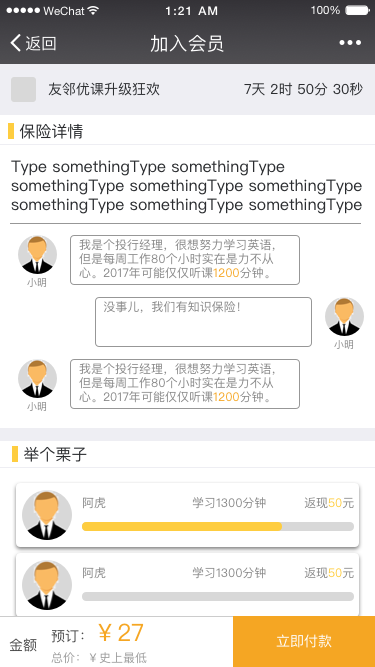 WeChat 1:21 AM 100%
返回 加入会员
友邻优课升级狂欢 7天 2时 50分 30秒
保险详情
Type somethingType somethingType
somethingType somethingType somethingType
somethingType somethingType somethingType
我是个投行经理，很想努力学习英语，
但是每周工作80个小时实在是力不从
心。2017年可能仅仅听课1200分钟。
小明
没事儿，我们有知识保险！
小明
我是个投行经理，很想努力学习英语，
但是每周工作80个小时实在是力不从
心。2017年可能仅仅听课1200分钟。
小明
举个栗子
阿虎 学习1300分钟 返现50元
阿虎 学习1300分钟 返现50元
金额 预订：￥27 立即付款
总价：￥史上最低